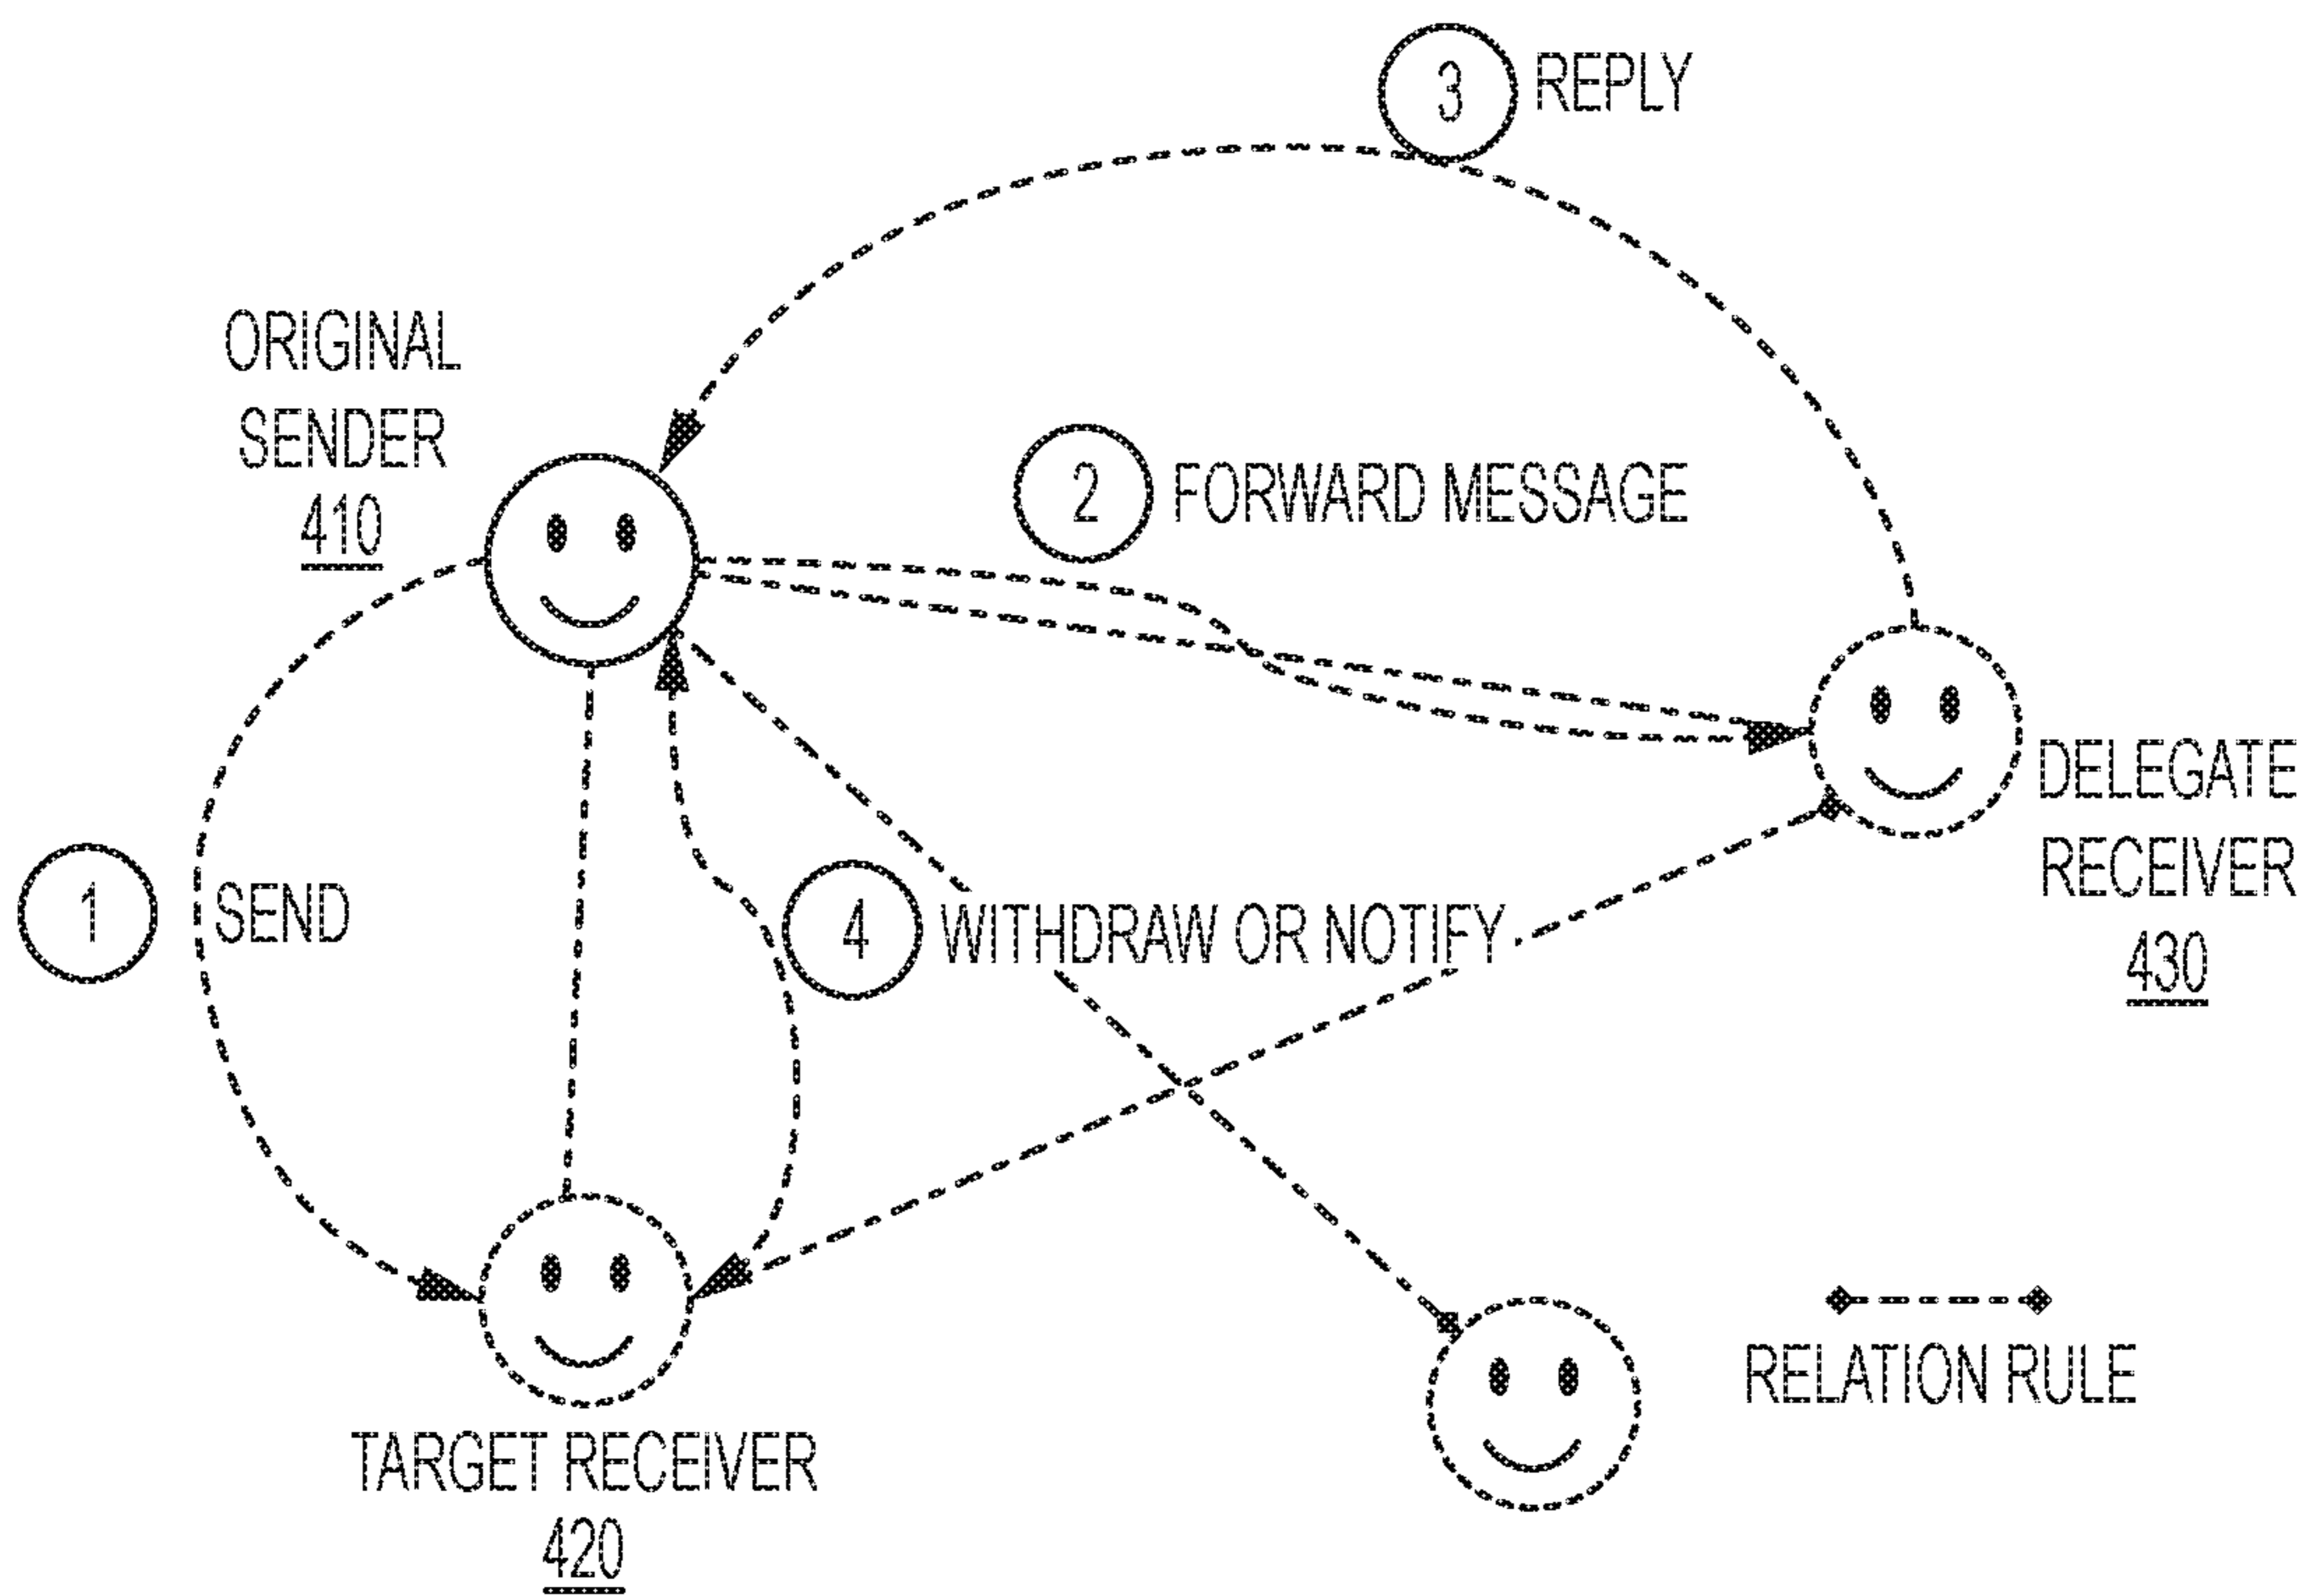 3 REPLY
ORIGINAL
SENDER
410
2 FORWARD MESSAGE
DELEGATE
RECEIVER
430
1 SEND
4 WITHDRAW OR NOTIFY
RELATION RULE
TARGET RECEIVER
420